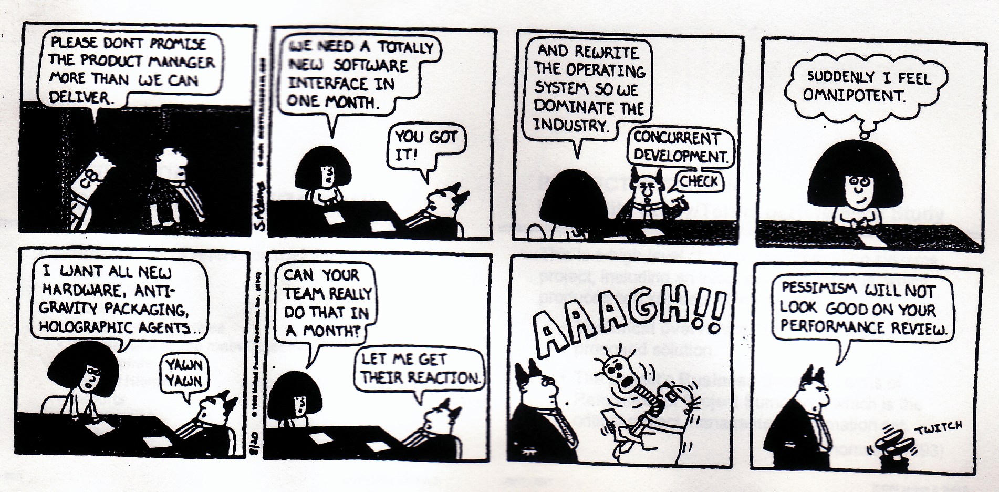 PLEASE DON'T PROMISE
THE PRODUCT MANAGER
MORE THAN WE CAN
DELIVER.
S.Adams
WE NEED A TOTALLY
NEW SOFTWARE
INTERFACE IN
ONE MONTH.
YOU GOT
IT!
AND REWRITE
THE OPERATING
SYSTEM SO WE
DOMINATE THE
INDUSTRY.
CONCURRENT
DEVELOPMENT.
CHECK
SUDDENLY I FEEL
OMNIPOTENT.
I WANT ALL NEW
HARDWARE, ANTI-
GRAVITY PACKAGING,
HOLOGRAPHIC AGENTS..
YAWN
YAWN
8/20
CAN YOUR
TEAM REALLY
DO THAT IN
A MONTH?
LET ME GET
THEIR REACTION.
AAAGH!!
PESSIMISM WILL NOT
LOOK GOOD ON YOUR
PERFORMANCE REVIEW.
TWITCH